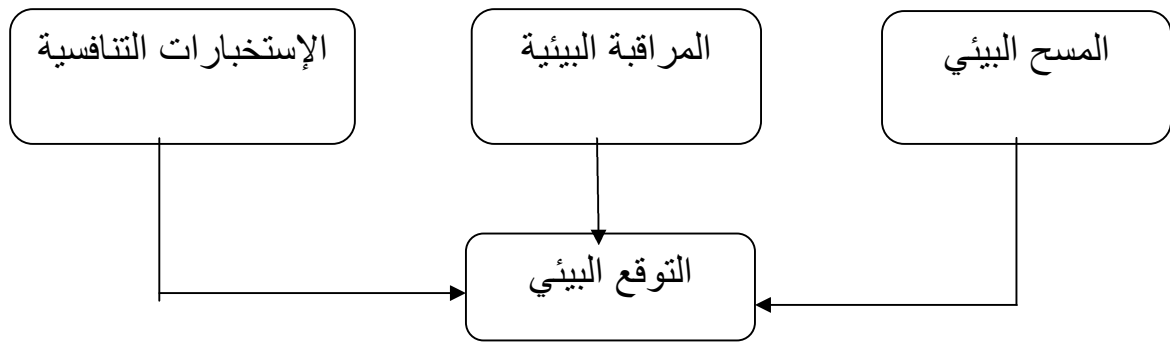 المسح البيئي
المراقبة البيئية
الإستخبارات التنافسية
التوقع البيئي